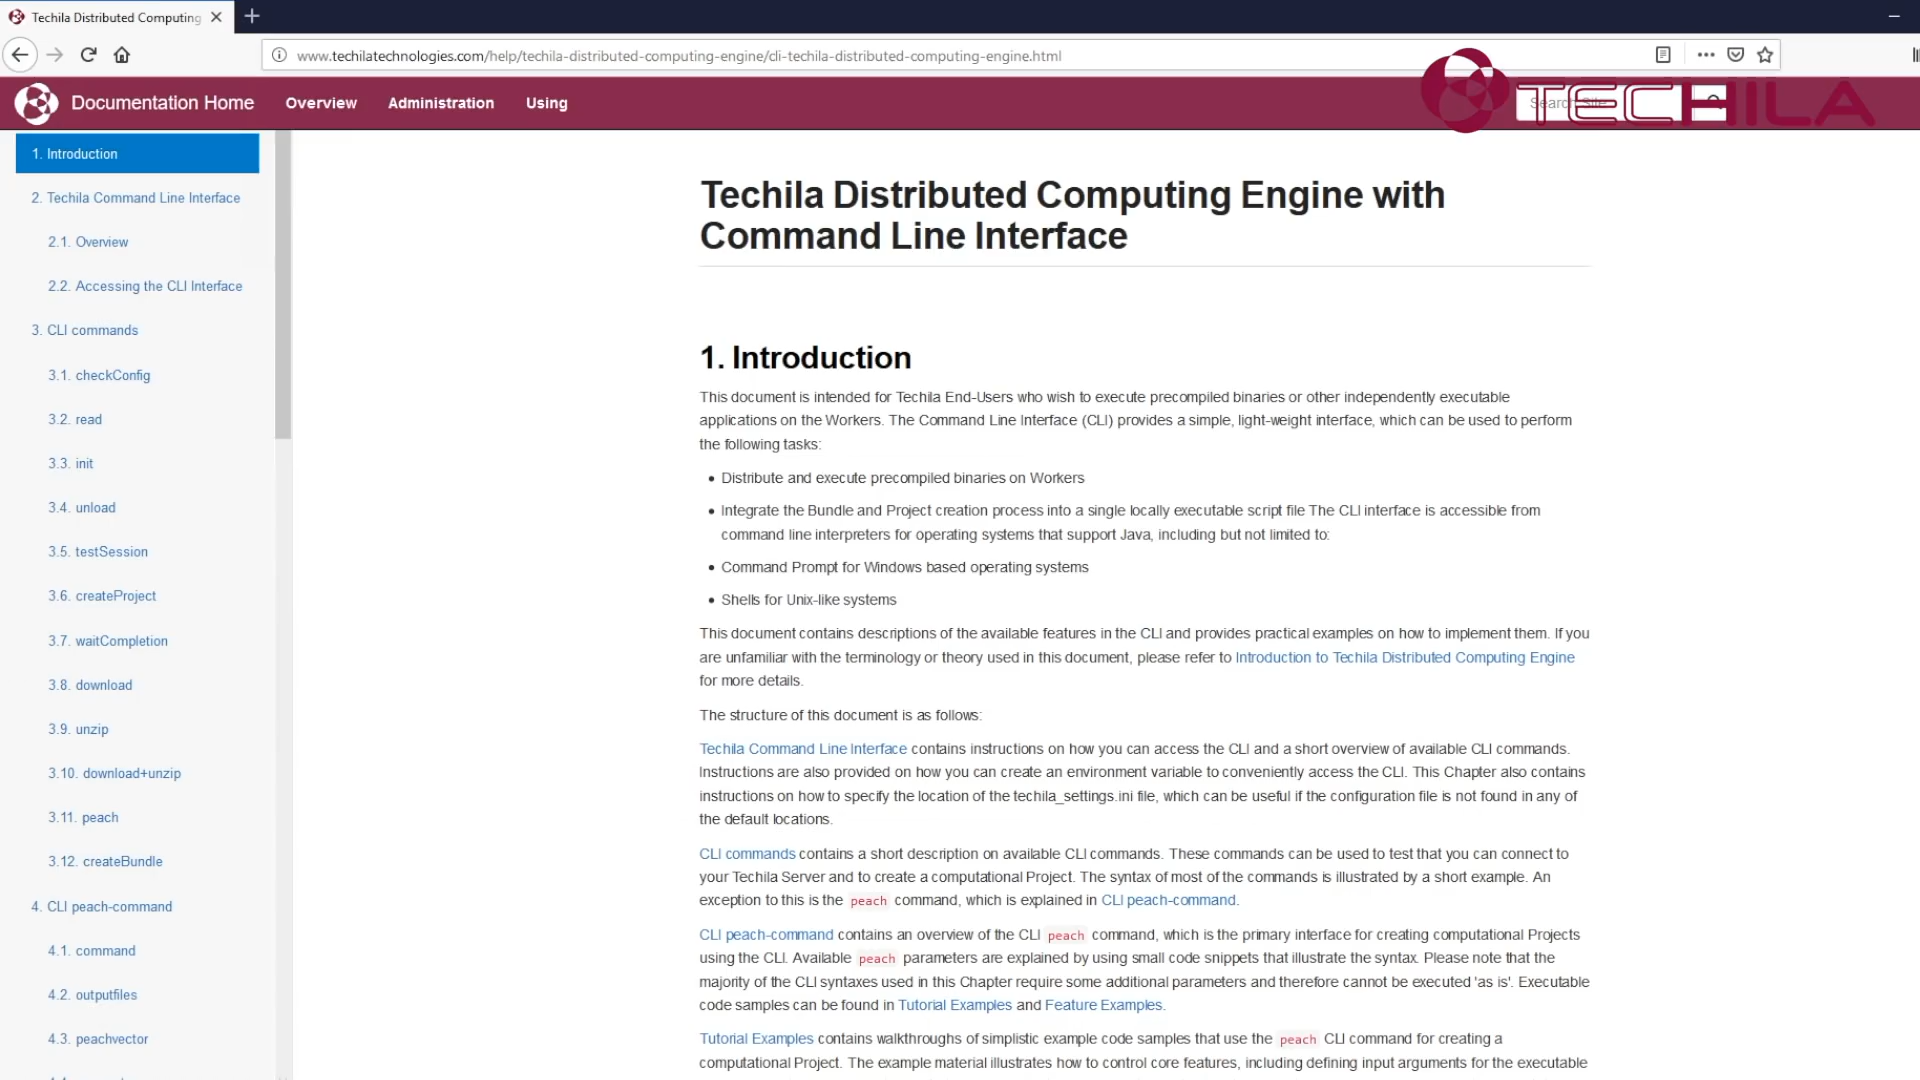 Techila Distributed Computing
www.techilatechnologies.com/help/techila-distributed-computing-engine/cli-techila-distributed-computing-engine.html
Documentation Home Overview Administration Using Search Site TECHILA
1. Introduction
2. Techila Command Line Interface
2.1. Overview
2.2. Accessing the CLI Interface
3. CLI commands
3.1. checkConfig
3.2. read
3.3. init
3.4. unload
3.5. testSession
3.6. createProject
3.7. waitCompletion
3.8. download
3.9. unzip
3.10. download+unzip
3.11. peach
3.12. createBundle
4. CLI peach-command
4.1. command
4.2. outputfiles
4.3. peachvector
Techila Distributed Computing Engine with
Command Line Interface
1. Introduction
This document is intended for Techila End-Users who wish to execute precompiled binaries or other independently executable
applications on the Workers. The Command Line Interface (CLI) provides a simple, light-weight interface, which can be used to perform
the following tasks:
• Distribute and execute precompiled binaries on Workers
• Integrate the Bundle and Project creation process into a single locally executable script file The CLI interface is accessible from
command line interpreters for operating systems that support Java, including but not limited to:
• Command Prompt for Windows based operating systems
• Shells for Unix-like systems
This document contains descriptions of the available features in the CLI and provides practical examples on how to implement them. If you
are unfamiliar with the terminology or theory used in this document, please refer to Introduction to Techila Distributed Computing Engine
for more details.
The structure of this document is as follows:
Techila Command Line Interface contains instructions on how you can access the CLI and a short overview of available CLI commands.
Instructions are also provided on how you can create an environment variable to conveniently access the CLI. This Chapter also contains
instructions on how to specify the location of the techila_settings.ini file, which can be useful if the configuration file is not found in any of
the default locations.
CLI commands contains a short description on available CLI commands. These commands can be used to test that you can connect to
your Techila Server and to create a computational Project. The syntax of most of the commands is illustrated by a short example. An
exception to this is the peach command, which is explained in CLI peach-command.
CLI peach-command contains an overview of the CLI peach command, which is the primary interface for creating computational Projects
using the CLI. Available peach parameters are explained by using small code snippets that illustrate the syntax. Please note that the
majority of the CLI syntaxes used in this Chapter require some additional parameters and therefore cannot be executed 'as is'. Executable
code samples can be found in Tutorial Examples and Feature Examples.
Tutorial Examples contains walkthroughs of simplistic example code samples that use the peach CLI command for creating a
computational Project. The example material illustrates how to control core features, including defining input arguments for the executable